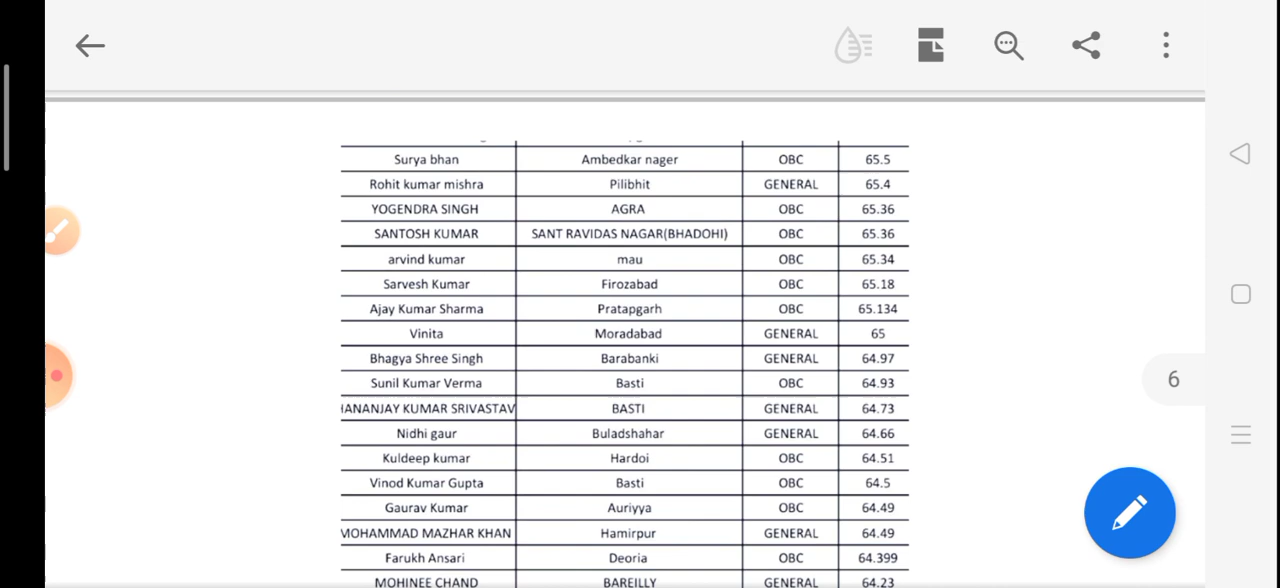 Surya bhan Ambedkar nager OBC 65.5
Rohit kumar mishra Pilibhit GENERAL 65.4
YOGENDRA SINGH AGRA OBC 65.36
SANTOSH KUMAR SANT RAVIDAS NAGAR(BHADOHI) OBC 65.36
arvind kumar mau OBC 65.34
Sarvesh Kumar Firozabad OBC 65.18
Ajay Kumar Sharma Pratapgarh OBC 65.134
Vinita Moradabad GENERAL 65
Bhagya Shree Singh Barabanki GENERAL 64.97
6
Sunil Kumar Verma Basti OBC 64.93
HANANJAY KUMAR SRIVASTAV BASTI GENERAL 64.73
Nidhi gaur Buladshahar GENERAL 64.66
Kuldeep kumar Hardoi OBC 64.51
Vinod Kumar Gupta Basti OBC 64.5
Gaurav Kumar Auriyya OBC 64.49
MOHAMMAD MAZHAR KHAN Hamirpur GENERAL 64.49
Farukh Ansari Deoria OBC 64.399
MOHINEE CHAND BAREILLY GENERAL 64.23